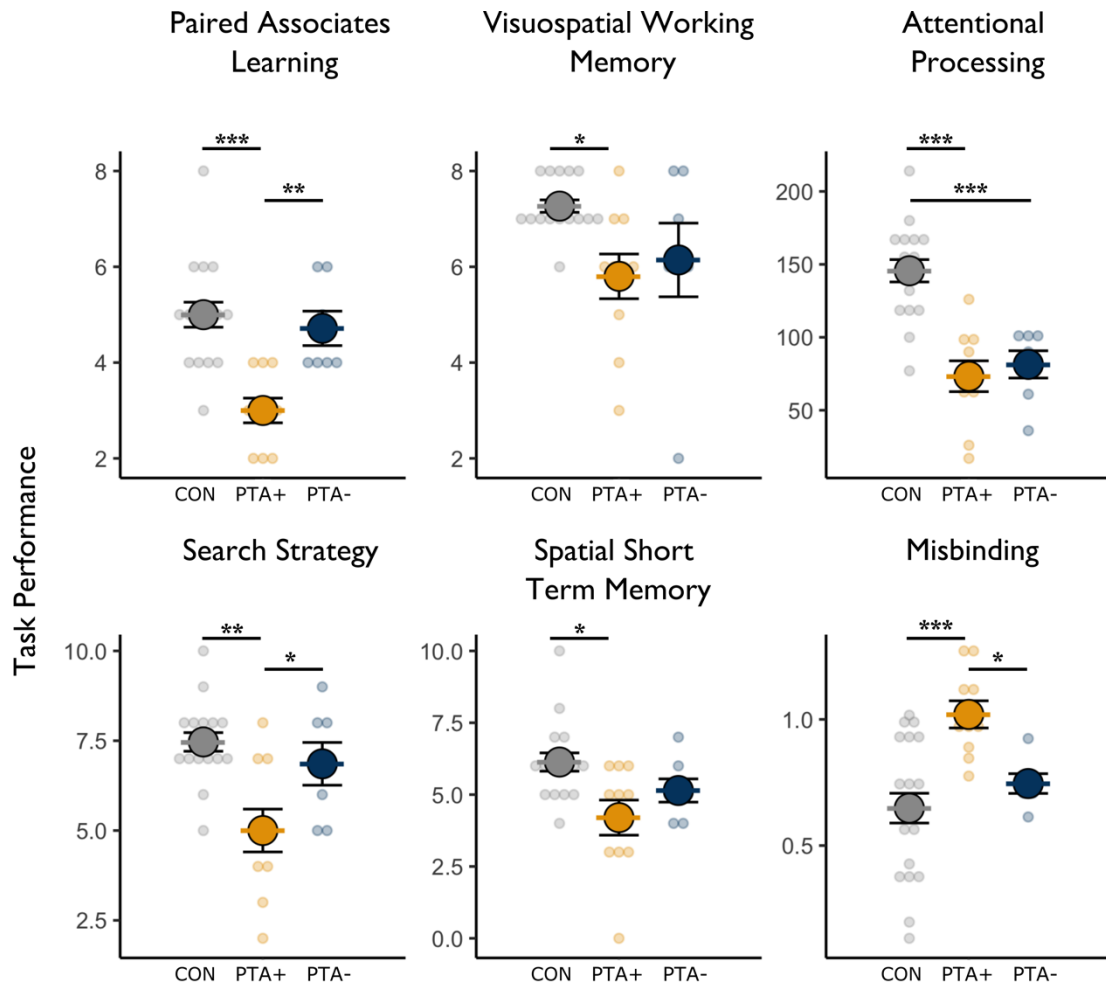 Paired Associates
Learning
Visuospatial Working
Memory
Attentional
Processing
***
**
8
6
4
2
CON PTA+ PTA-
*
8
6
4
2
CON PTA+ PTA-
***
***
200
150
100
50
CON PTA+ PTA-
Task Performance
Search Strategy
Spatial Short
Term Memory
Misbinding
**
*
10.0
7.5
5.0
2.5
CON PTA+ PTA-
*
10.0
7.5
5.0
2.5
0.0
CON PTA+ PTA-
***
*
1.0
0.5
CON PTA+ PTA-